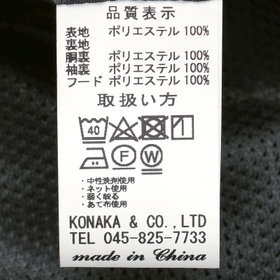 品質表示
表地 ポリエステル 100%
裏地
胴裏 ポリエステル 100%
袖裏 ポリエステル 100%
フード ポリエステル 100%
取扱い方
40
F W
・中性洗剤使用
・ネット使用
・弱く絞る
・あて布使用
KONAKA & CO.,LTD
TEL 045-825-7733
made in China